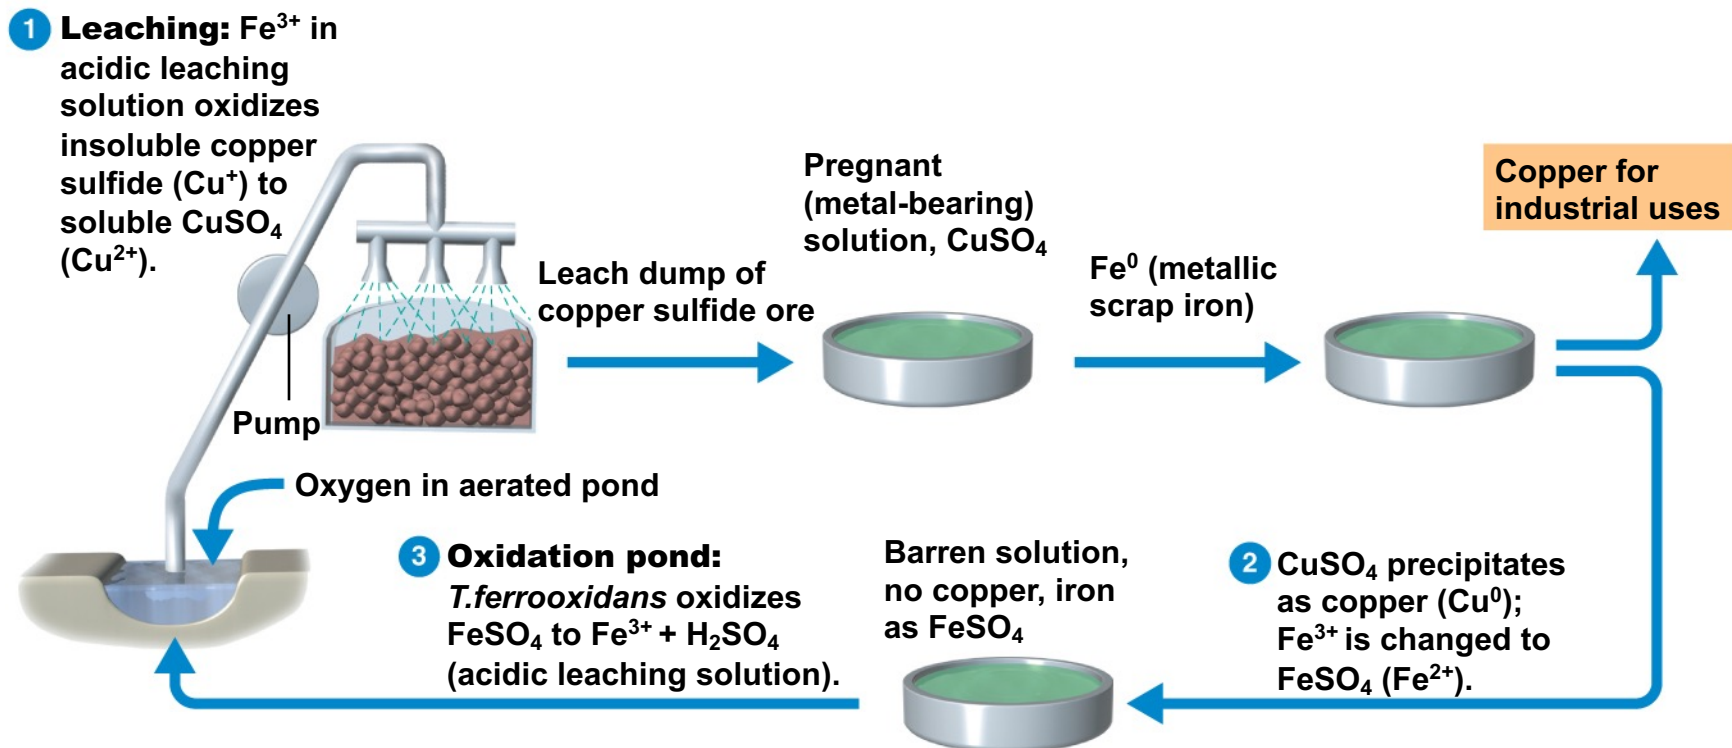 1 Leaching: Fe³⁺ in
acidic leaching
solution oxidizes
insoluble copper
sulfide (Cu⁺) to
soluble CuSO₄
(Cu²⁺).
Pump
Leach dump of
copper sulfide ore
Pregnant
(metal-bearing)
solution, CuSO₄
Fe⁰ (metallic
scrap iron)
Copper for
industrial uses
2 CuSO₄ precipitates
as copper (Cu⁰);
Fe³⁺ is changed to
FeSO₄ (Fe²⁺).
Barren solution,
no copper, iron
as FeSO₄
3 Oxidation pond:
T.ferrooxidans oxidizes
FeSO₄ to Fe³⁺ + H₂SO₄
(acidic leaching solution).
Oxygen in aerated pond